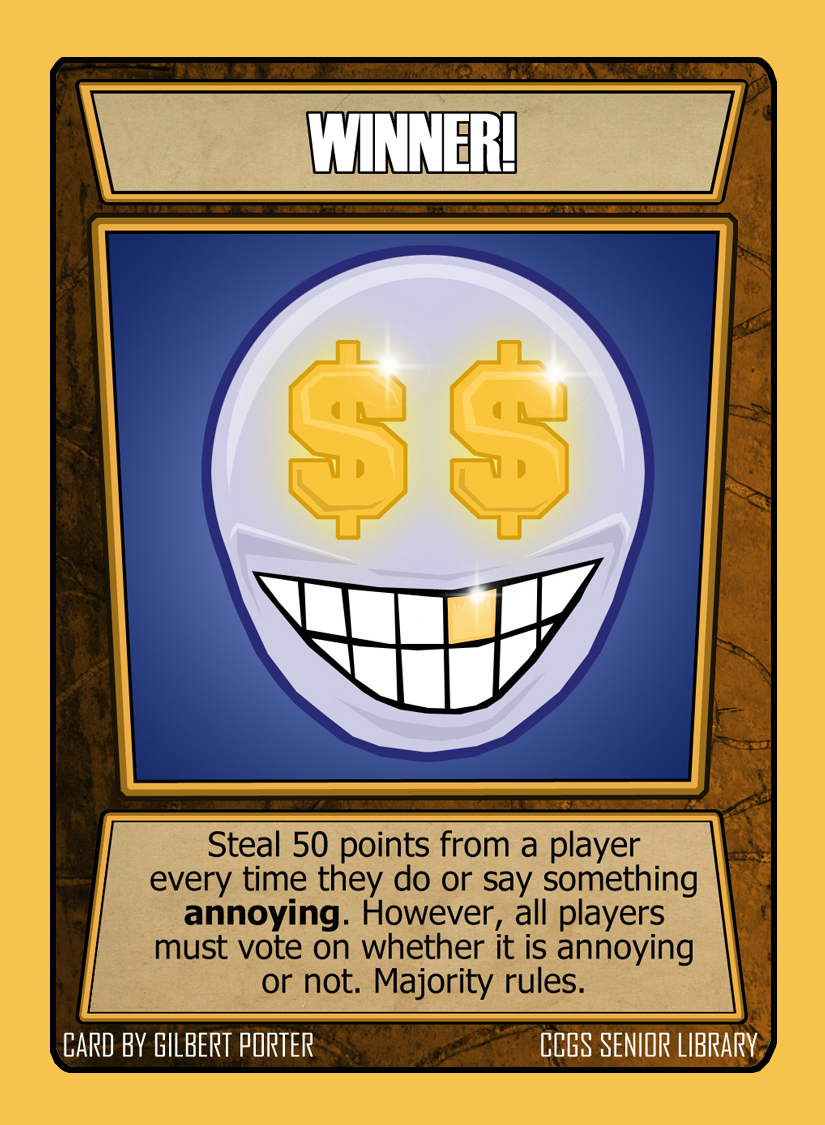 WINNER!
Steal 50 points from a player
every time they do or say something
annoying. However, all players
must vote on whether it is annoying
or not. Majority rules.
CARD BY GILBERT PORTER
CCGS SENIOR LIBRARY